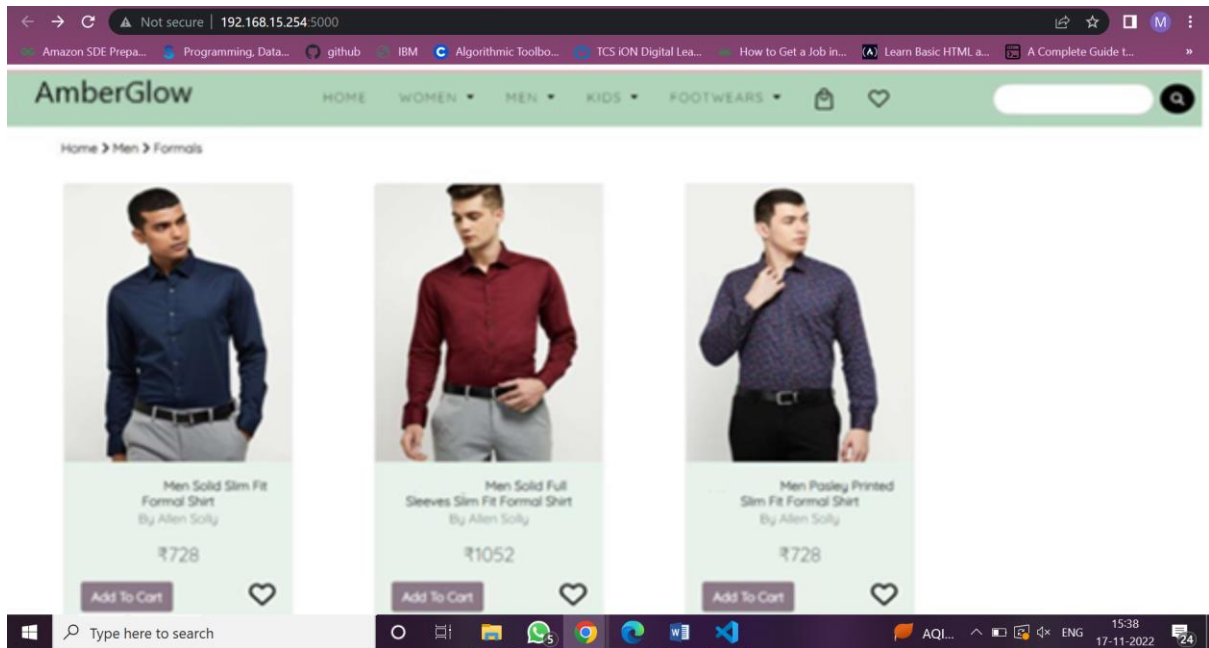 Not secure | 192.168.15.254:5000
Amazon SDE Prepa... Programming, Data... github IBM Algorithmic Toolbo... TCS iON Digital Lea... How to Get a Job in... Learn Basic HTML a... A Complete Guide t... »
M
AmberGlow HOME WOMEN MEN KIDS FOOTWEARS
Home > Men > Formals
Men Solid Slim Fit
Formal Shirt
By Allen Solly
₹728
Add To Cart
Men Solid Full
Sleeves Slim Fit Formal Shirt
By Allen Solly
₹1052
Add To Cart
Men Pasley Printed
Slim Fit Formal Shirt
By Allen Solly
₹728
Add To Cart
Type here to search
5
AQI... ENG
15:38
17-11-2022
24